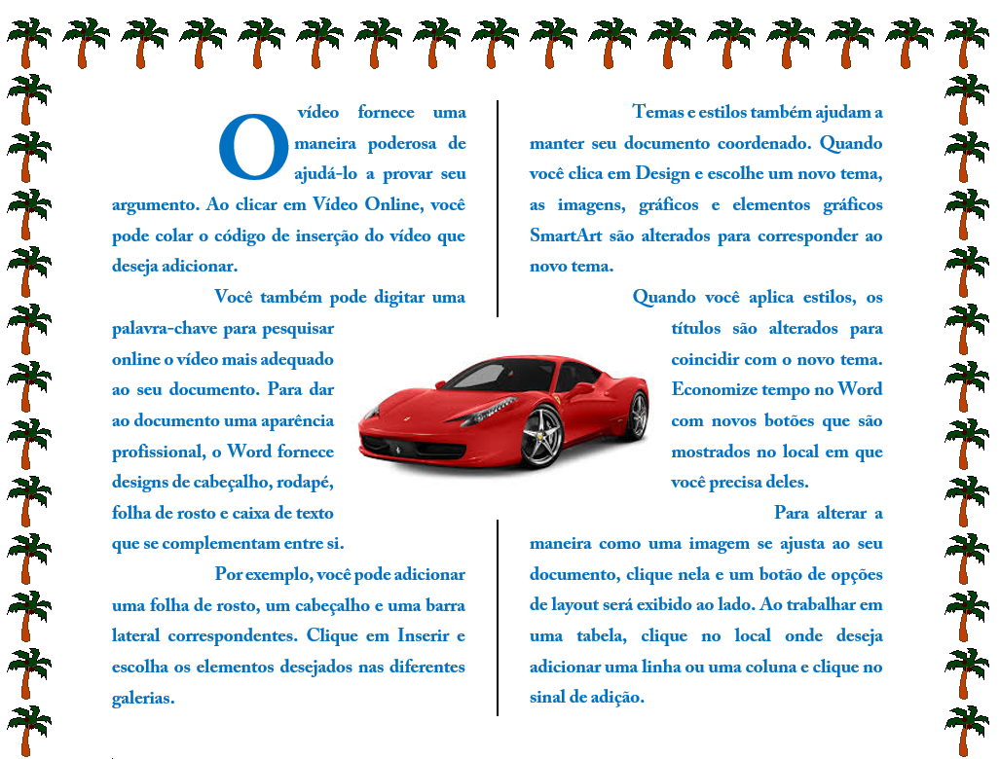 O vídeo fornece uma
maneira poderosa de
ajudá-lo a provar seu
argumento. Ao clicar em Vídeo Online, você
pode colar o código de inserção do vídeo que
deseja adicionar.
Você também pode digitar uma
palavra-chave para pesquisar
online o vídeo mais adequado
ao seu documento. Para dar
ao documento uma aparência
profissional, o Word fornece
designs de cabeçalho, rodapé,
folha de rosto e caixa de texto
que se complementam entre si.
Por exemplo, você pode adicionar
uma folha de rosto, um cabeçalho e uma barra
lateral correspondentes. Clique em Inserir e
escolha os elementos desejados nas diferentes
galerias.
Temas e estilos também ajudam a
manter seu documento coordenado. Quando
você clica em Design e escolhe um novo tema,
as imagens, gráficos e elementos gráficos
SmartArt são alterados para corresponder ao
novo tema.
Quando você aplica estilos, os
títulos são alterados para
coincidir com o novo tema.
Economize tempo no Word
com novos botões que são
mostrados no local em que
você precisa deles.
Para alterar a
maneira como uma imagem se ajusta ao seu
documento, clique nela e um botão de opções
de layout será exibido ao lado. Ao trabalhar em
uma tabela, clique no local onde deseja
adicionar uma linha ou uma coluna e clique no
sinal de adição.